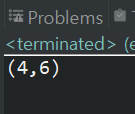 Problems
<terminated> (e
(4,6)